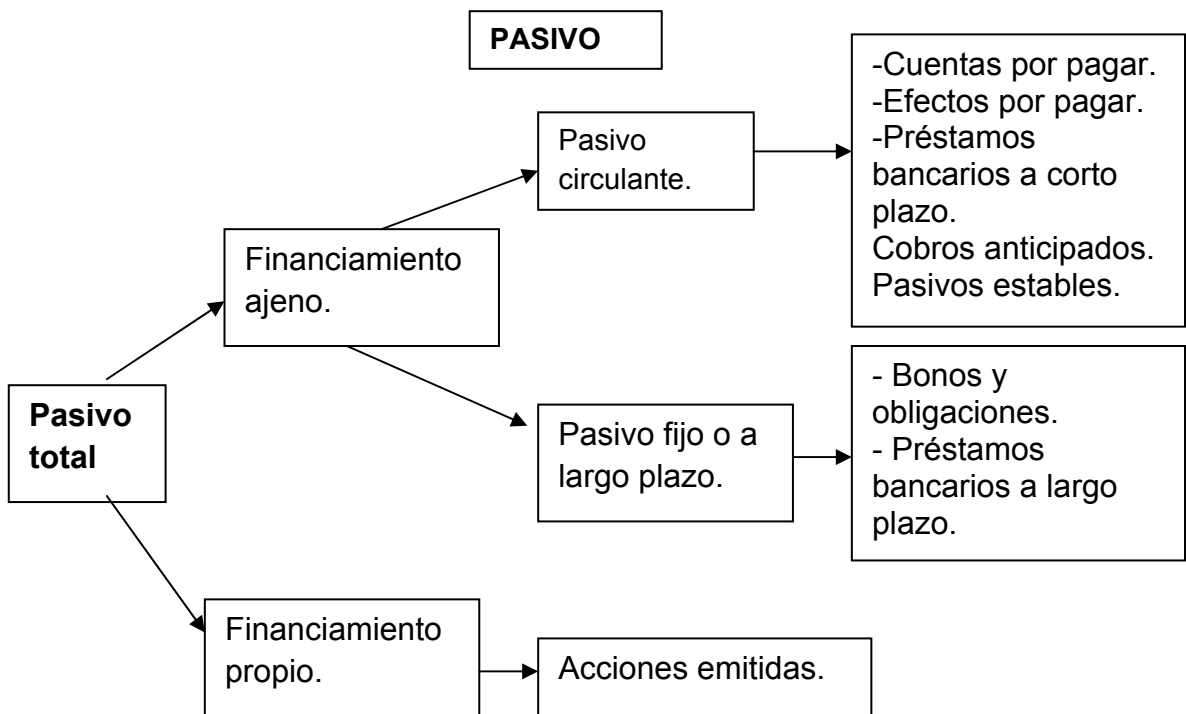 PASIVO
Pasivo
total
Financiamiento
ajeno.
Pasivo
circulante.
-Cuentas por pagar.
-Efectos por pagar.
-Préstamos
bancarios a corto
plazo.
Cobros anticipados.
Pasivos estables.
Pasivo fijo o a
largo plazo.
- Bonos y
obligaciones.
- Préstamos
bancarios a largo
plazo.
Financiamiento
propio.
Acciones emitidas.